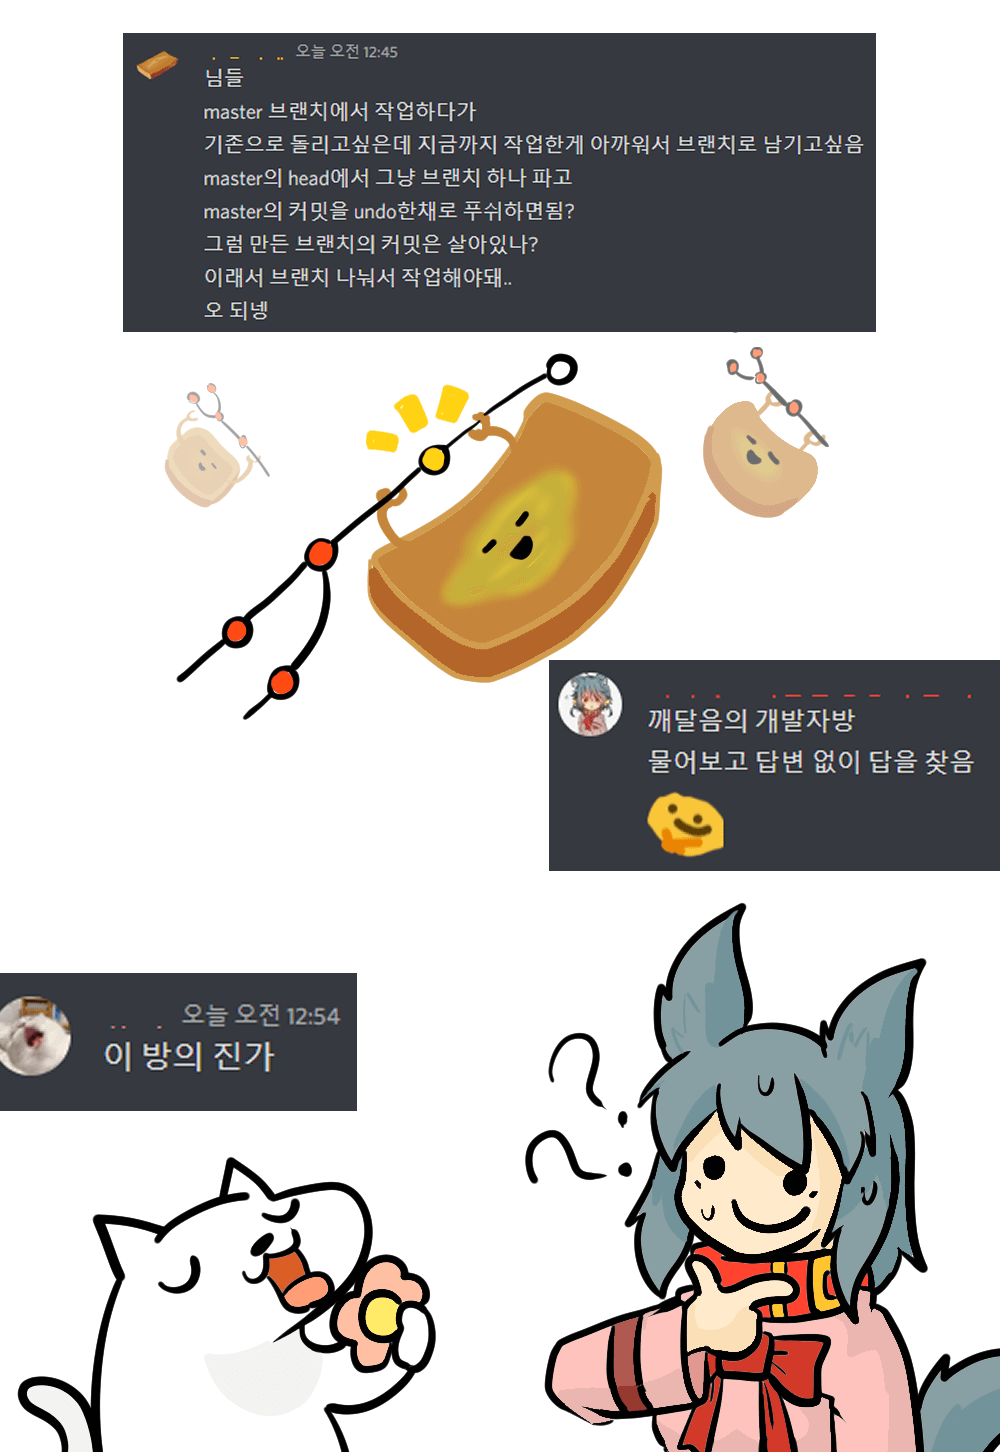 오늘 오전 12:45
님들
master 브랜치에서 작업하다가
기존으로 돌리고싶은데 지금까지 작업한게 아까워서 브랜치로 남기고싶음
master의 head에서 그냥 브랜치 하나 파고
master의 커밋을 undo한채로 푸쉬하면됨?
그럼 만든 브랜치의 커밋은 살아있나?
이래서 브랜치 나눠서 작업해야돼..
오 되넹
깨달음의 개발자방
물어보고 답변 없이 답을 찾음
오늘 오전 12:54
이 방의 진가
??